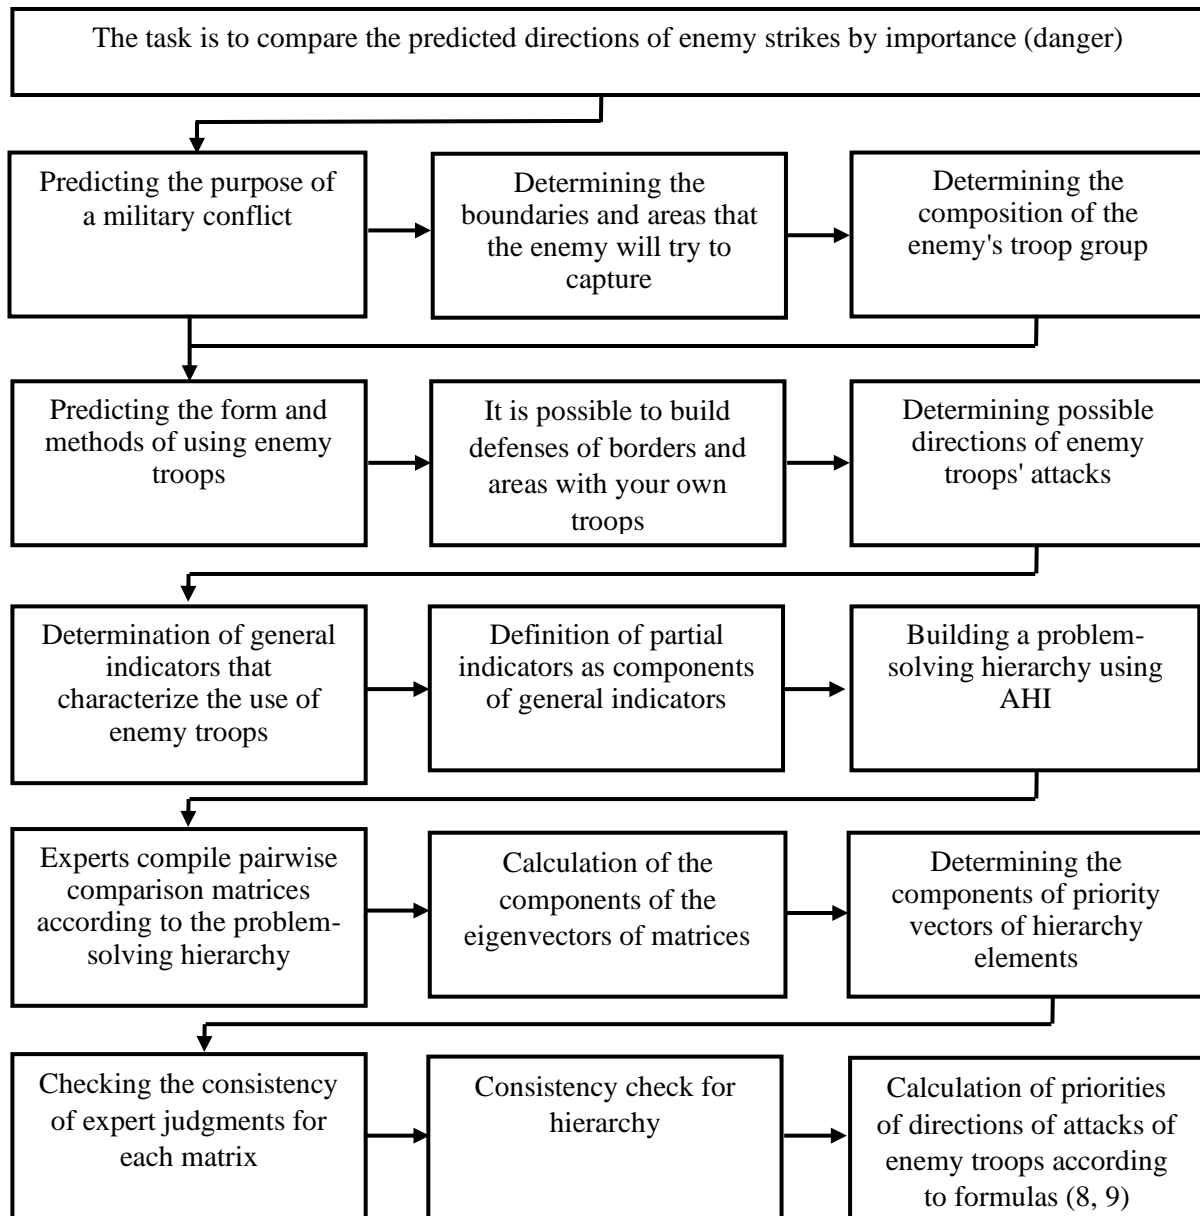 The task is to compare the predicted directions of enemy strikes by importance (danger)
Predicting the purpose of
a military conflict
Determining the
boundaries and areas that
the enemy will try to
capture
Determining the
composition of the
enemy's troop group
Predicting the form and
methods of using enemy
troops
It is possible to build
defenses of borders and
areas with your own
troops
Determining possible
directions of enemy
troops' attacks
Determination of general
indicators that
characterize the use of
enemy troops
Definition of partial
indicators as components
of general indicators
Building a problem-
solving hierarchy using
AHI
Experts compile pairwise
comparison matrices
according to the problem-
solving hierarchy
Calculation of the
components of the
eigenvectors of matrices
Determining the
components of priority
vectors of hierarchy
elements
Checking the consistency
of expert judgments for
each matrix
Consistency check for
hierarchy
Calculation of priorities
of directions of attacks of
enemy troops according
to formulas (8, 9)